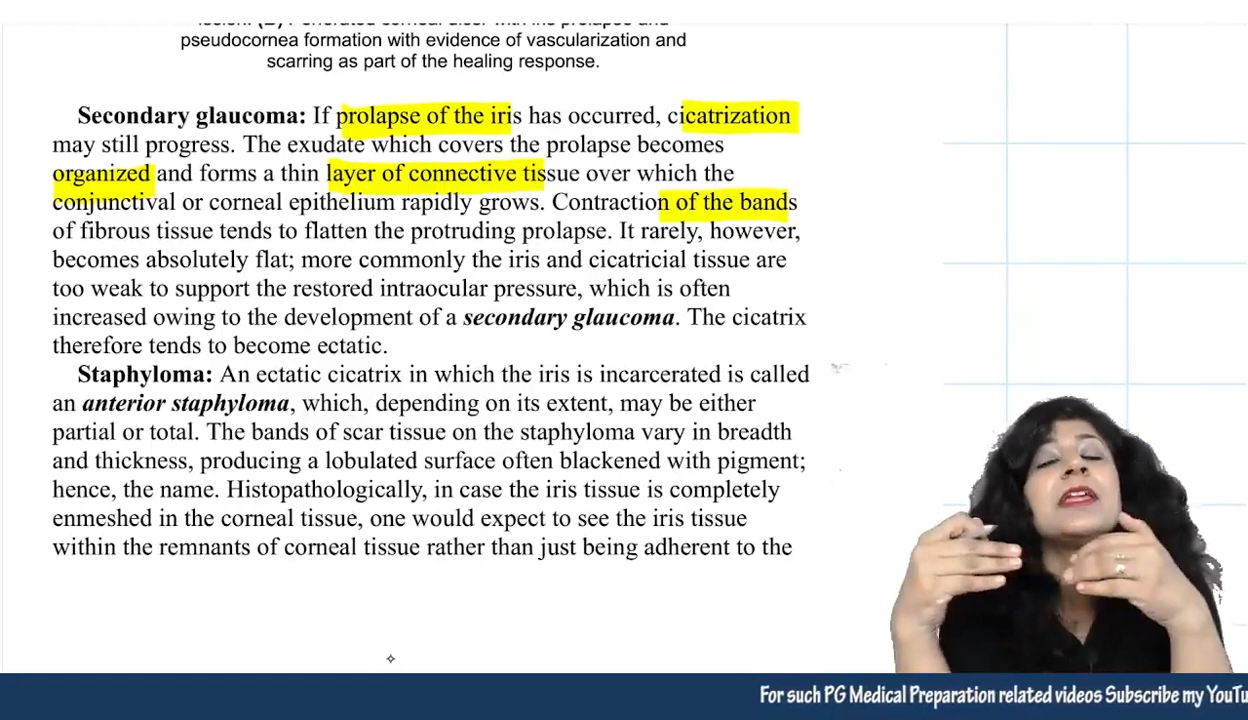 pseudocornea formation with evidence of vascularization and
scarring as part of the healing response.
Secondary glaucoma: If prolapse of the iris has occurred, cicatrization
may still progress. The exudate which covers the prolapse becomes
organized and forms a thin layer of connective tissue over which the
conjunctival or corneal epithelium rapidly grows. Contraction of the bands
of fibrous tissue tends to flatten the protruding prolapse. It rarely, however,
becomes absolutely flat; more commonly the iris and cicatricial tissue are
too weak to support the restored intraocular pressure, which is often
increased owing to the development of a secondary glaucoma. The cicatrix
therefore tends to become ectatic.
Staphyloma: An ectatic cicatrix in which the iris is incarcerated is called
an anterior staphyloma, which, depending on its extent, may be either
partial or total. The bands of scar tissue on the staphyloma vary in breadth
and thickness, producing a lobulated surface often blackened with pigment;
hence, the name. Histopathologically, in case the iris tissue is completely
enmeshed in the corneal tissue, one would expect to see the iris tissue
within the remnants of corneal tissue rather than just being adherent to the
For such PG Medical Preparation related videos Subscribe my YouTu